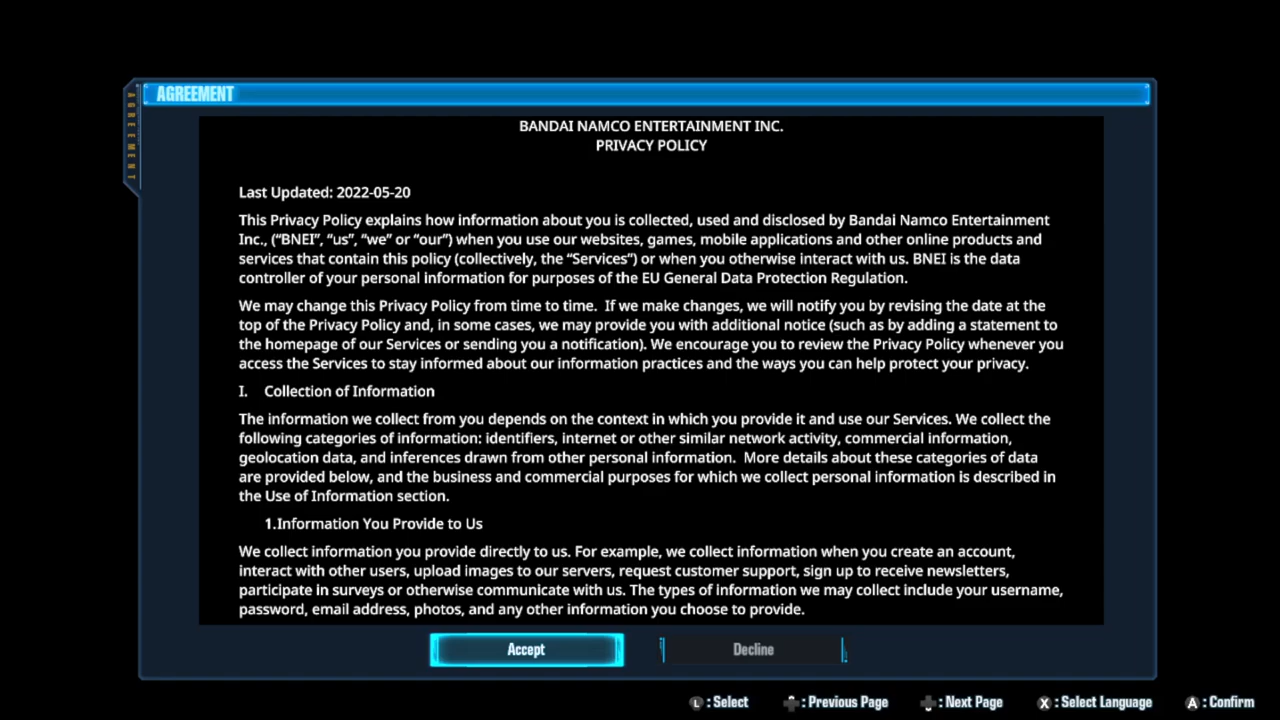 AGREEMENT
AGREEMENT
BANDAI NAMCO ENTERTAINMENT INC.
PRIVACY POLICY
Last Updated: 2022-05-20
This Privacy Policy explains how information about you is collected, used and disclosed by Bandai Namco Entertainment
Inc., (“BNEI”, “us”, “we” or “our”) when you use our websites, games, mobile applications and other online products and
services that contain this policy (collectively, the “Services”) or when you otherwise interact with us. BNEI is the data
controller of your personal information for purposes of the EU General Data Protection Regulation.
We may change this Privacy Policy from time to time.  If we make changes, we will notify you by revising the date at the
top of the Privacy Policy and, in some cases, we may provide you with additional notice (such as by adding a statement to
the homepage of our Services or sending you a notification). We encourage you to review the Privacy Policy whenever you
access the Services to stay informed about our information practices and the ways you can help protect your privacy.
I.    Collection of Information
The information we collect from you depends on the context in which you provide it and use our Services. We collect the
following categories of information: identifiers, internet or other similar network activity, commercial information,
geolocation data, and inferences drawn from other personal information.  More details about these categories of data
are provided below, and the business and commercial purposes for which we collect personal information is described in
the Use of Information section.
1.Information You Provide to Us
We collect information you provide directly to us. For example, we collect information when you create an account,
interact with other users, upload images to our servers, request customer support, sign up to receive newsletters,
participate in surveys or otherwise communicate with us. The types of information we may collect include your username,
password, email address, photos, and any other information you choose to provide.
Accept
Decline
L : Select
: Previous Page
: Next Page
X : Select Language
A : Confirm